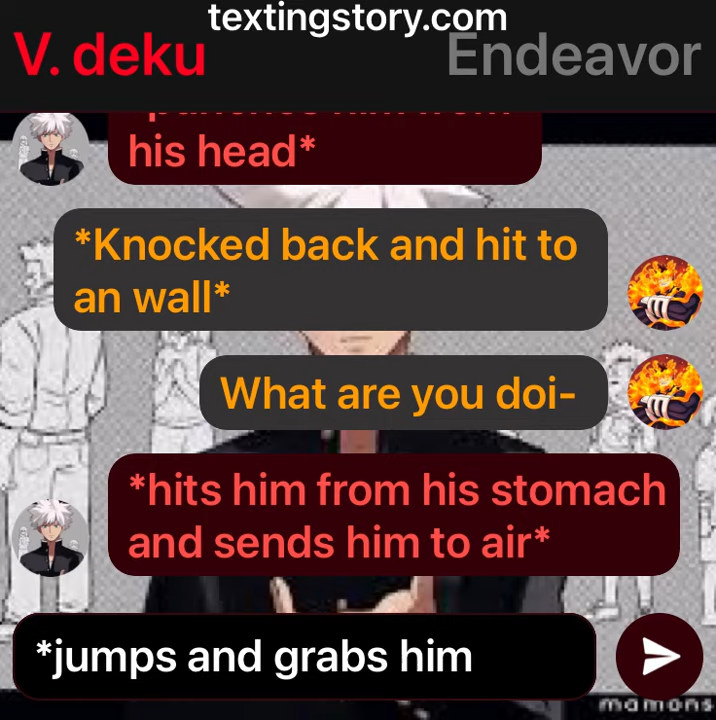 textingstory.com
V. deku
Endeavor
his head*
*Knocked back and hit to
an wall*
What are you doi-
*hits him from his stomach
and sends him to air*
*jumps and grabs him
mamons